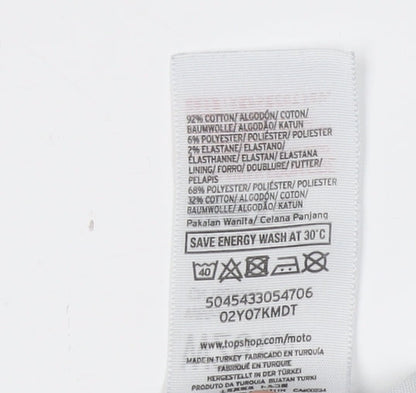 92% COTTON/ ALGODÓN/ COTON/
BAUMWOLLE/ ALGODÃO/ KATUN
6% POLYESTER/ POLIÉSTER/ POLIESTER
2% ELASTANE/ ELASTANO/
ÉLASTHANNE/ ELASTAN/ ELASTANA
LINING/ FORRO/ DOUBLURE/ FUTTER/
PELAPIS
68% POLYESTER/ POLIÉSTER/ POLIESTER
32% COTTON/ ALGODÓN/ COTON/
BAUMWOLLE/ ALGODÃO/ KATUN
Pakaian Wanita/ Celana Panjang
SAVE ENERGY WASH AT 30°C
40
5045433054706
02Y07KMDT
www.topshop.com/moto
MADE IN TURKEY FABRICADO EN TURQUÍA
FABRIQUÉ EN TURQUIE
HERGESTELLT IN DER TÜRKEI
PRODUTO DA TURQUIA BUATAN TURKI